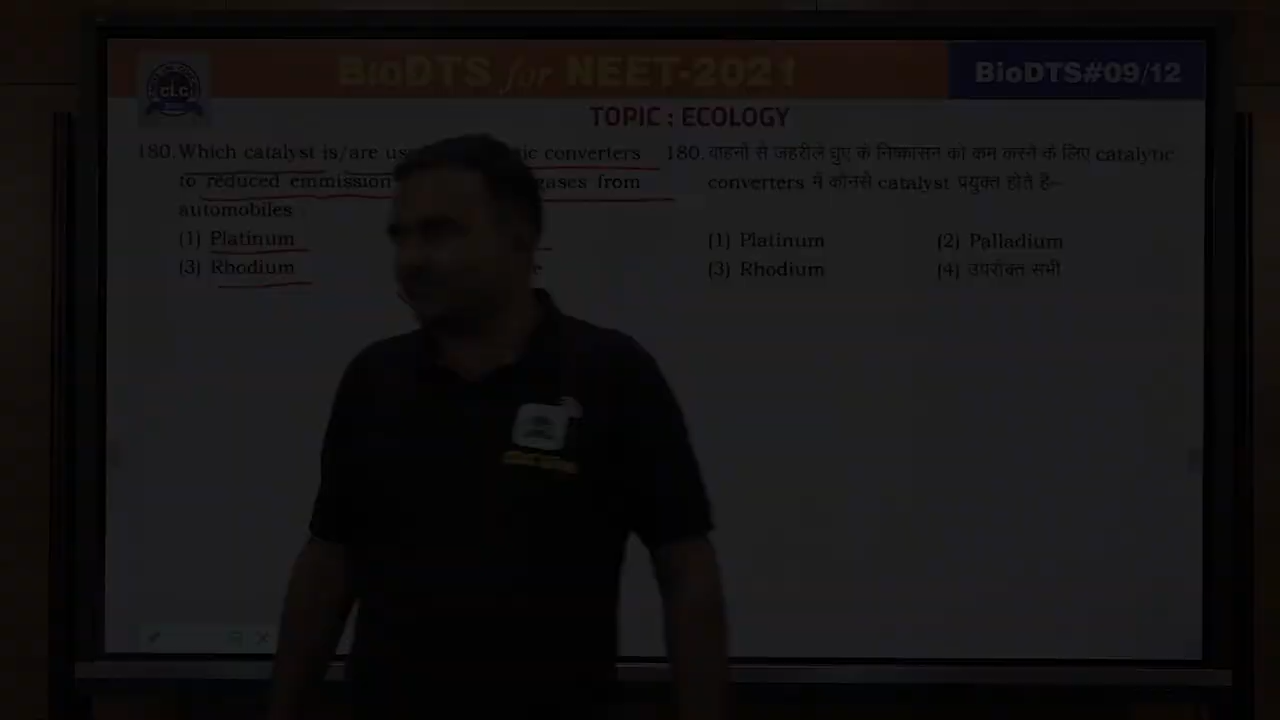 BioDTS for NEET-2021
BioDTS#09/12
CLC
TOPIC : ECOLOGY
180. Which catalyst is/are us ic converters
to reduced emmission gases from
automobiles
(1) Platinum
(3) Rhodium e
180. वाहनों से जहरीले धुएं के निष्कासन को कम करने के लिए catalytic
converters में कौनसे catalyst प्रयुक्त होते हैं-
(1) Platinum (2) Palladium
(3) Rhodium (4) उपरोक्त सभी